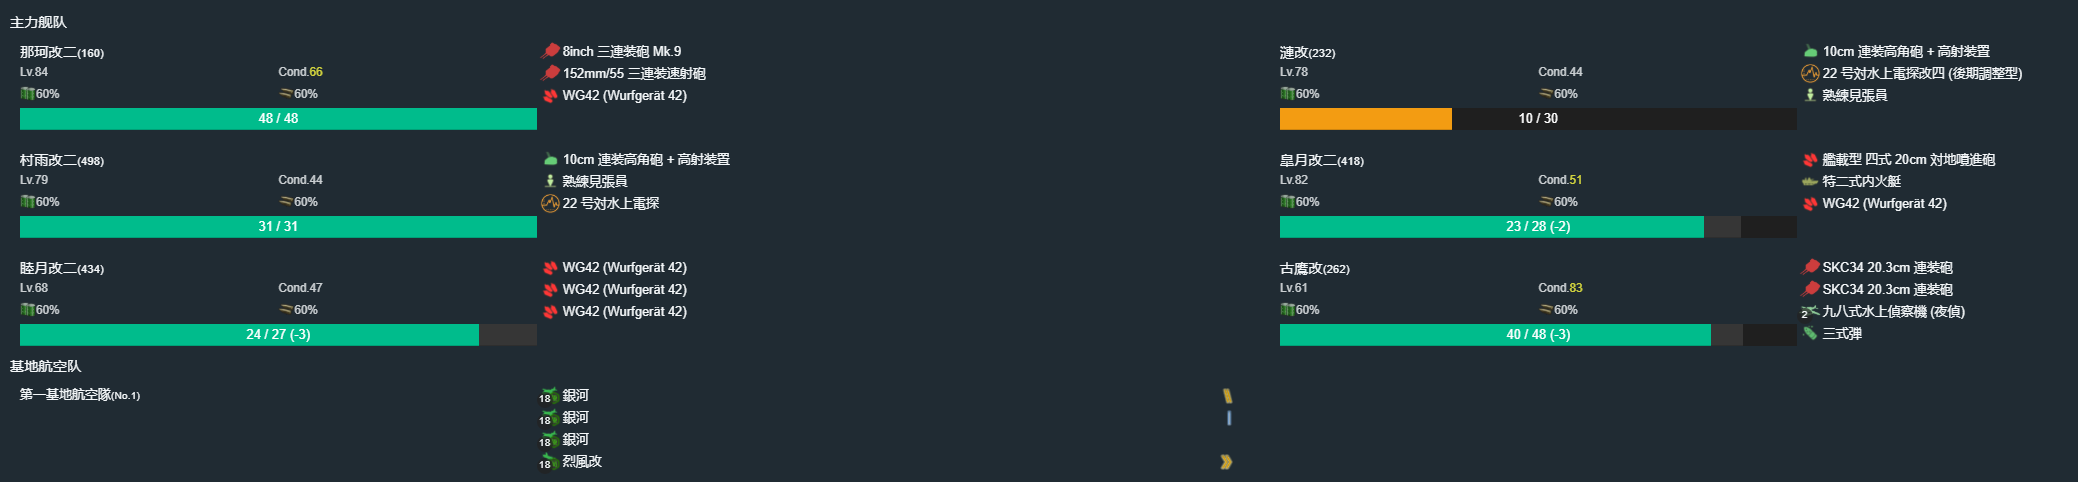 主力舰队
那珂改二(160)
Lv.84 Cond.66
60% 60%
48 / 48
8inch 三連装砲 Mk.9
152mm/55 三連装速射砲
WG42 (Wurfgerät 42)
漣改(232)
Lv.78 Cond.44
60% 60%
10 / 30
10cm 連装高角砲 + 高射装置
22 号対水上電探改四 (後期調整型)
熟練見張員
村雨改二(498)
Lv.79 Cond.44
60% 60%
31 / 31
10cm 連装高角砲 + 高射装置
熟練見張員
22 号対水上電探
皐月改二(418)
Lv.82 Cond.51
60% 60%
23 / 28 (-2)
艦載型 四式 20cm 対地噴進砲
特二式内火艇
WG42 (Wurfgerät 42)
睦月改二(434)
Lv.68 Cond.47
60% 60%
24 / 27 (-3)
WG42 (Wurfgerät 42)
WG42 (Wurfgerät 42)
WG42 (Wurfgerät 42)
古鷹改(262)
Lv.61 Cond.83
60% 60%
40 / 48 (-3)
SKC34 20.3cm 連装砲
SKC34 20.3cm 連装砲
2 九八式水上偵察機 (夜偵)
三式弾
基地航空队
第一基地航空隊(No.1)
18 銀河
18 銀河
18 銀河
18 烈風改